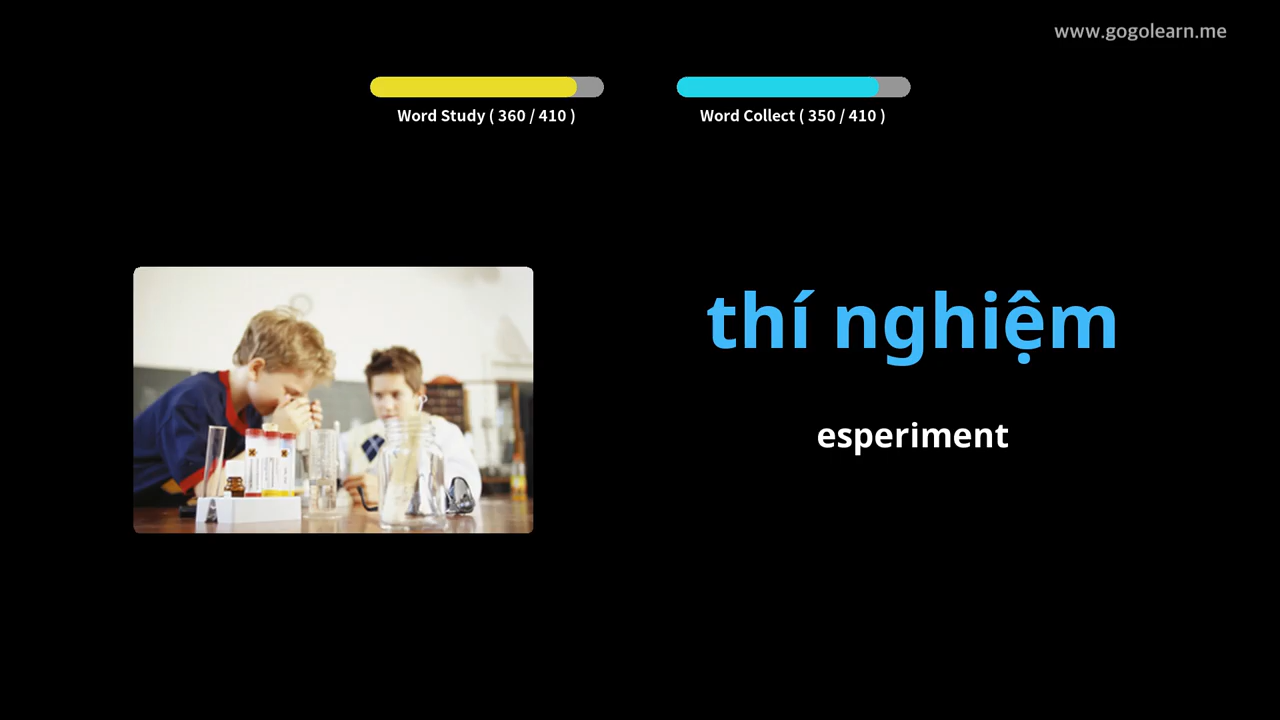 www.gogolearn.me
Word Study ( 360 / 410 )
Word Collect ( 350 / 410 )
thí nghiệm
esperiment